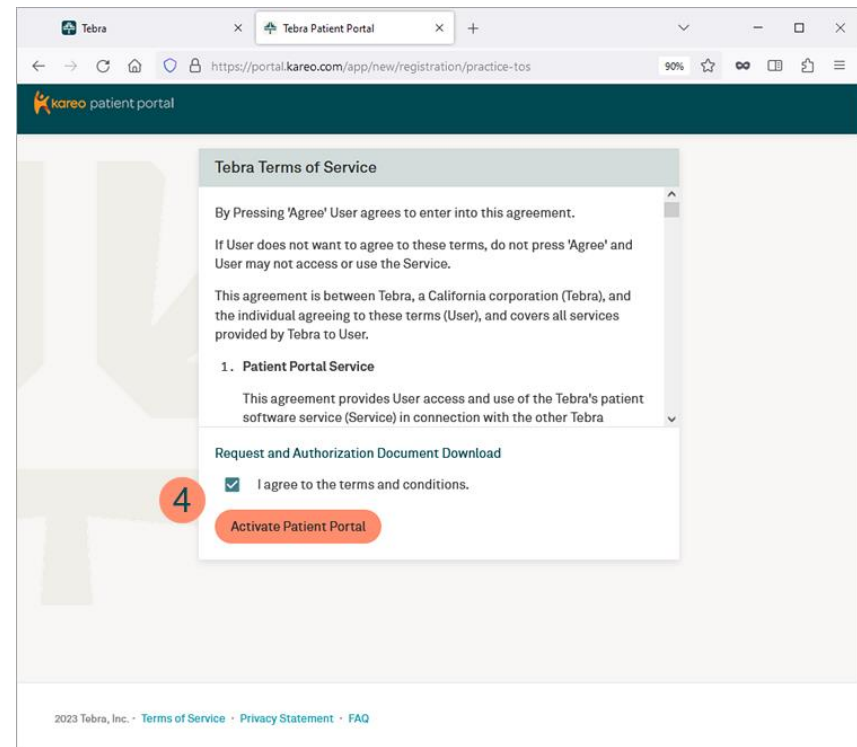 Tebra
Tebra Patient Portal
https://portal.kareo.com/app/new/registration/practice-tos
90%
kareo patient portal
Tebra Terms of Service
By Pressing 'Agree' User agrees to enter into this agreement.
If User does not want to agree to these terms, do not press 'Agree' and
User may not access or use the Service.
This agreement is between Tebra, a California corporation (Tebra), and
the individual agreeing to these terms (User), and covers all services
provided by Tebra to User.
1. Patient Portal Service
This agreement provides User access and use of the Tebra's patient
software service (Service) in connection with the other Tebra
Request and Authorization Document Download
I agree to the terms and conditions.
4
Activate Patient Portal
2023 Tebra, Inc. · Terms of Service · Privacy Statement · FAQ